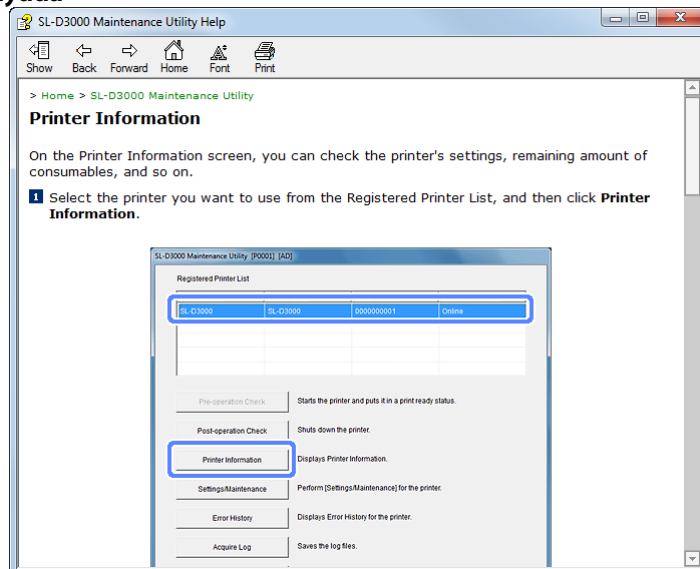 SL-D3000 Maintenance Utility Help
Show Back Forward Home Font Print
> Home > SL-D3000 Maintenance Utility
Printer Information
On the Printer Information screen, you can check the printer's settings, remaining amount of
consumables, and so on.
1 Select the printer you want to use from the Registered Printer List, and then click Printer
Information.
SL-D3000 Maintenance Utility [P0001] [AD]
Registered Printer List
SL-D3000 SL-D3000 0000000001 Online
Pre-operation Check Starts the printer and puts it in a print ready status.
Post-operation Check Shuts down the printer.
Printer Information Displays Printer Information.
Settings/Maintenance Perform [Settings/Maintenance] for the printer.
Error History Displays Error History for the printer.
Acquire Log Saves the log files.